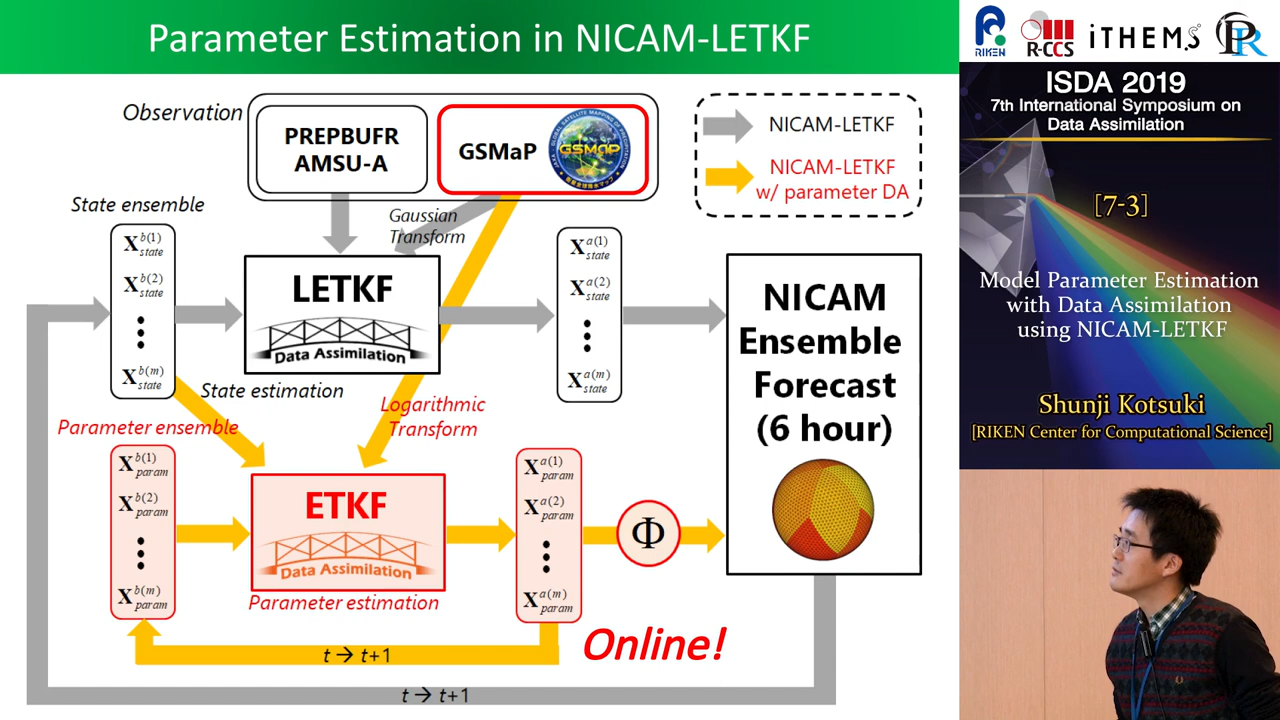 Parameter Estimation in NICAM-LETKF
Observation
PREPBUFR
AMSU-A
GSMaP
GSMaP
NICAM-LETKF
NICAM-LETKF
w/ parameter DA
State ensemble
Gaussian
Transform
X b(1) state
X b(2) state
X b(m) state
LETKF
Data Assimilation
State estimation
X a(1) state
X a(2) state
X a(m) state
NICAM
Ensemble
Forecast
(6 hour)
Logarithmic
Transform
Parameter ensemble
X b(1) param
X b(2) param
X b(m) param
ETKF
Data Assimilation
Parameter estimation
X a(1) param
X a(2) param
X a(m) param
Φ
Online!
t → t+1
t → t+1
RIKEN
R-CCS
iTHEMS
PR
ISDA 2019
7th International Symposium on
Data Assimilation
[7-3]
Model Parameter Estimation
with Data Assimilation
using NICAM-LETKF
Shunji Kotsuki
[RIKEN Center for Computational Science]